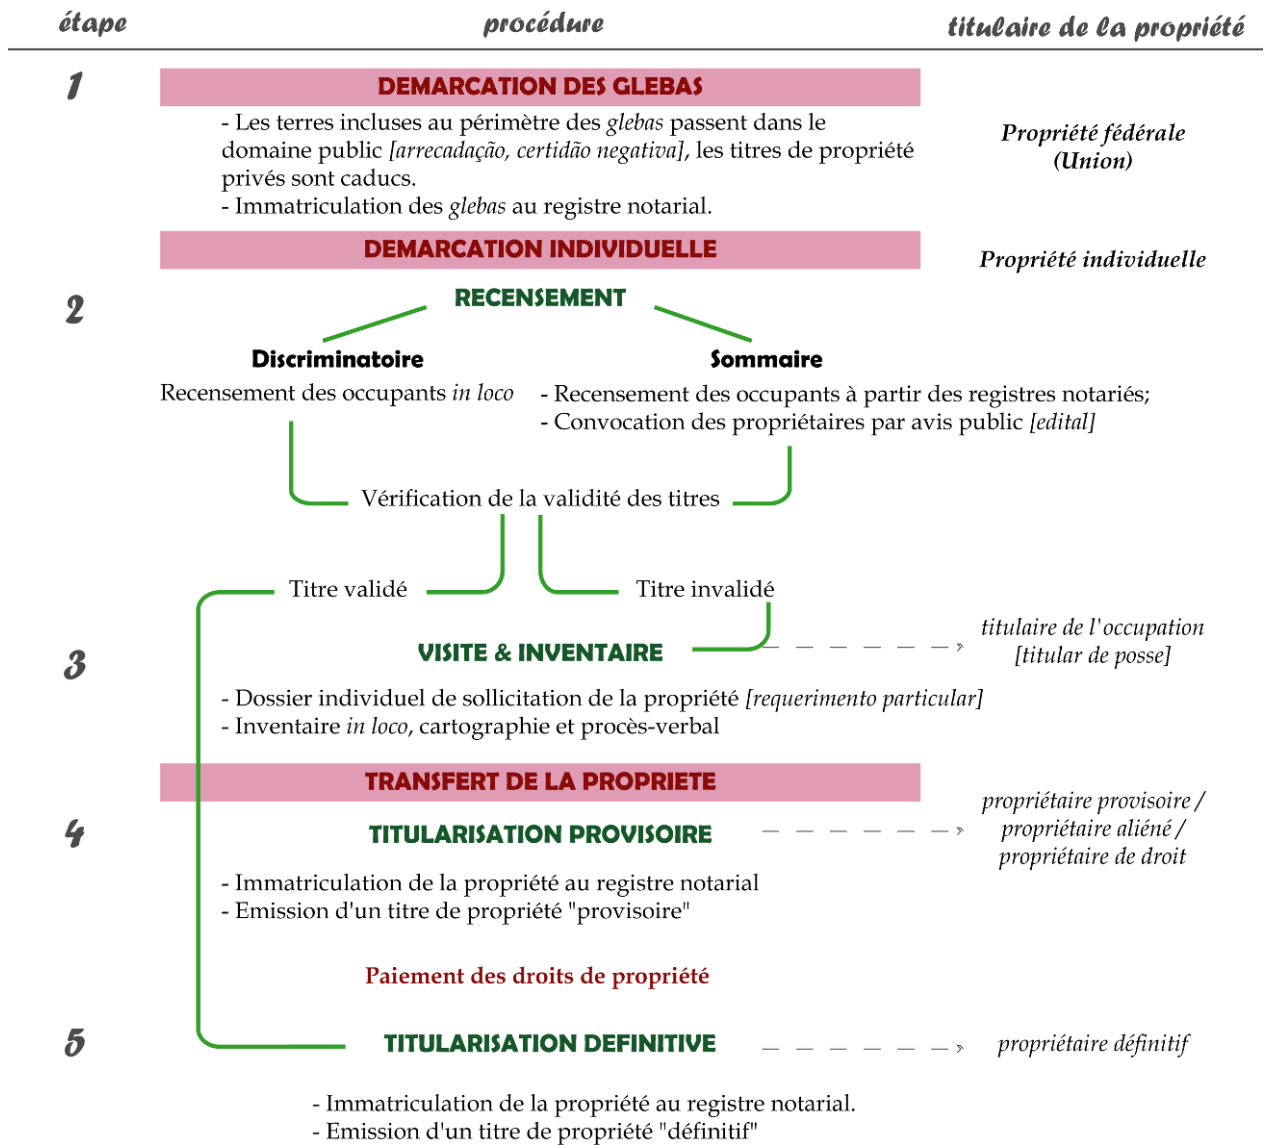 étape procédure titulaire de la propriété
1
DEMARCATION DES GLEBAS
- Les terres incluses au périmètre des glebas passent dans le
domaine public [arrecadação, certidão negativa], les titres de propriété
privés sont caducs.
- Immatriculation des glebas au registre notarial.
Propriété fédérale
(Union)
DEMARCATION INDIVIDUELLE
Propriété individuelle
2
RECENSEMENT
Discriminatoire
Recensement des occupants in loco
Sommaire
- Recensement des occupants à partir des registres notariés;
- Convocation des propriétaires par avis public [edital]
Vérification de la validité des titres
Titre validé
Titre invalidé
3
VISITE & INVENTAIRE
titulaire de l'occupation
[titular de posse]
- Dossier individuel de sollicitation de la propriété [requerimento particular]
- Inventaire in loco, cartographie et procès-verbal
TRANSFERT DE LA PROPRIETE
4
TITULARISATION PROVISOIRE
propriétaire provisoire /
propriétaire aliéné /
propriétaire de droit
- Immatriculation de la propriété au registre notarial
- Emission d'un titre de propriété "provisoire"
Paiement des droits de propriété
5
TITULARISATION DEFINITIVE
propriétaire définitif
- Immatriculation de la propriété au registre notarial.
- Emission d'un titre de propriété "définitif"